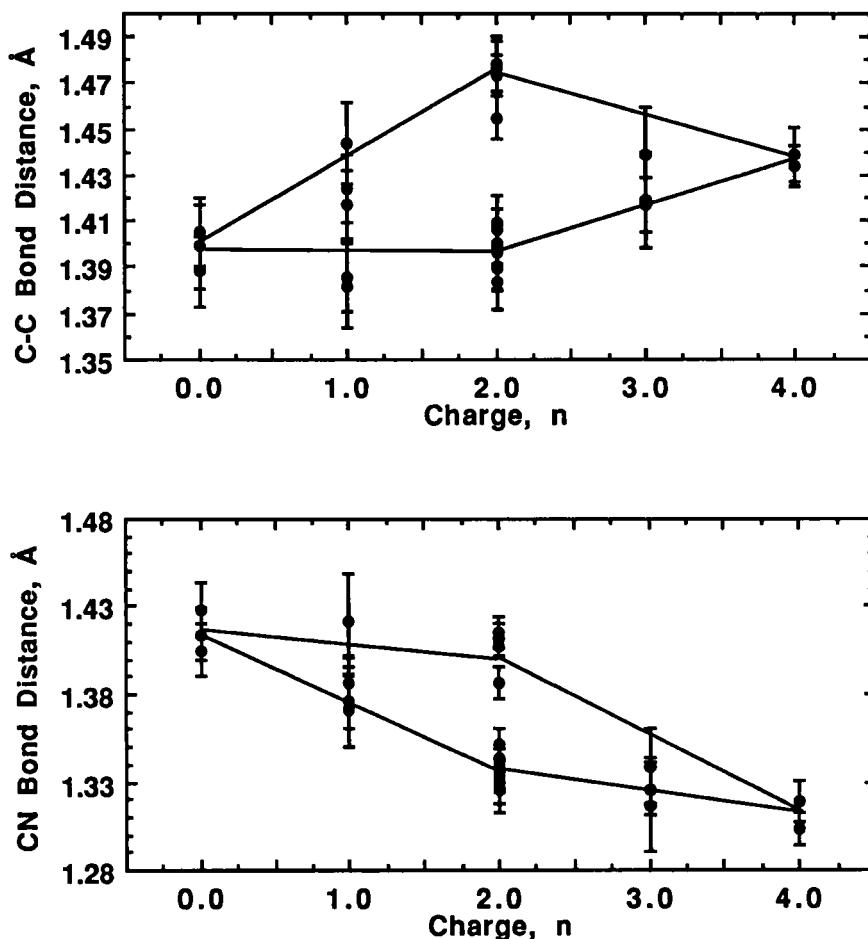 1.49
1.47
1.45
1.43
1.41
1.39
1.37
1.35
C-C Bond Distance, Å
0.0 1.0 2.0 3.0 4.0
Charge, n
1.48
1.43
1.38
1.33
1.28
CN Bond Distance, Å
0.0 1.0 2.0 3.0 4.0
Charge, n